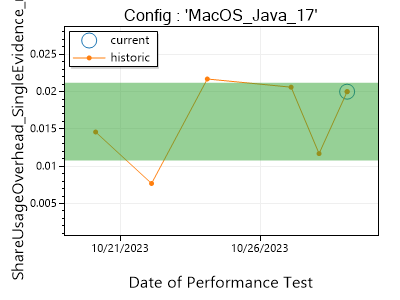 Config : 'MacOS_Java_17'
current
historic
0.025
0.02
0.015
0.01
0.005
ShareUsageOverhead_SingleEvidence_
10/21/2023
10/26/2023
Date of Performance Test